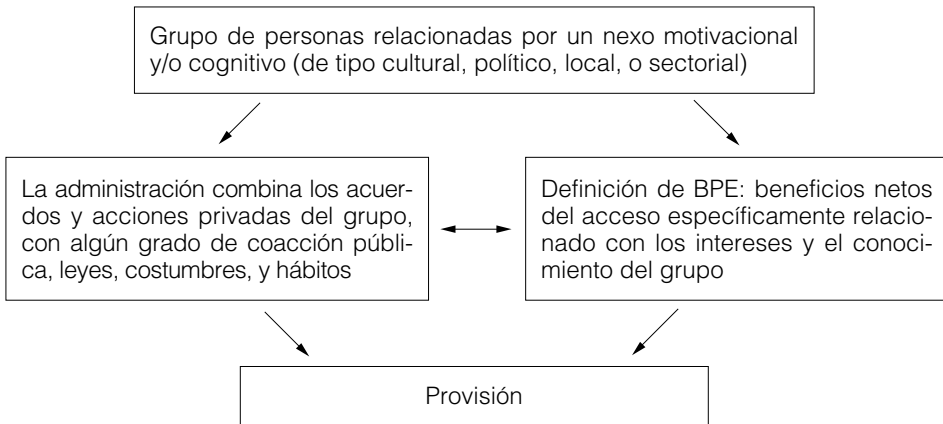 Grupo de personas relacionadas por un nexo motivacional
y/o cognitivo (de tipo cultural, político, local, o sectorial)
La administración combina los acuer-
dos y acciones privadas del grupo,
con algún grado de coacción públi-
ca, leyes, costumbres, y hábitos
Definición de BPE: beneficios netos
del acceso específicamente relacio-
nado con los intereses y el conoci-
miento del grupo
Provisión